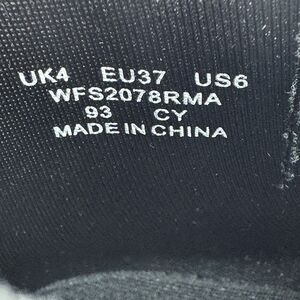 UK4 EU37 US6
WFS2078RMA
93 CY
MADE IN CHINA